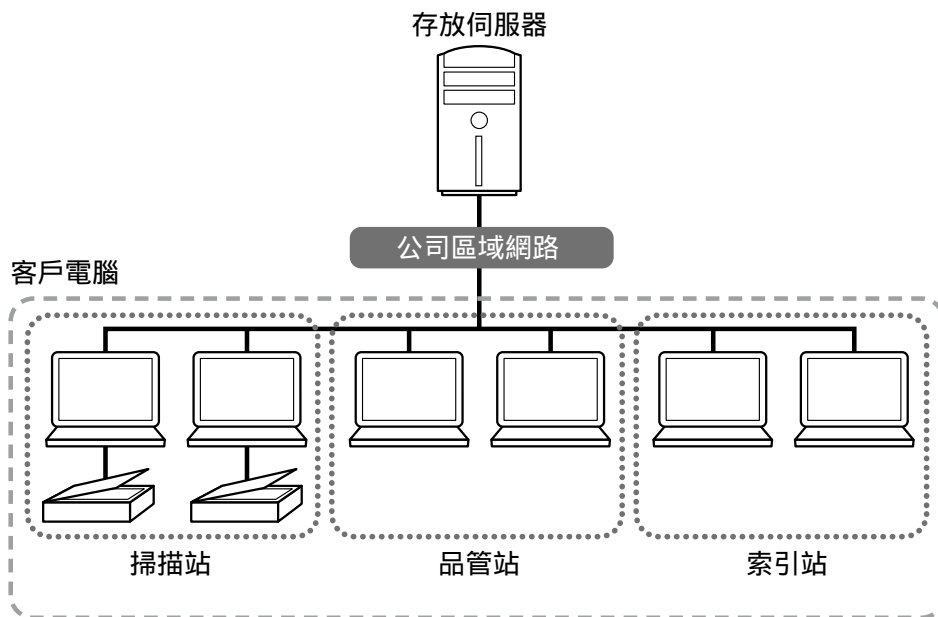 存放伺服器
公司區域網路
客戶電腦
掃描站
品管站
索引站